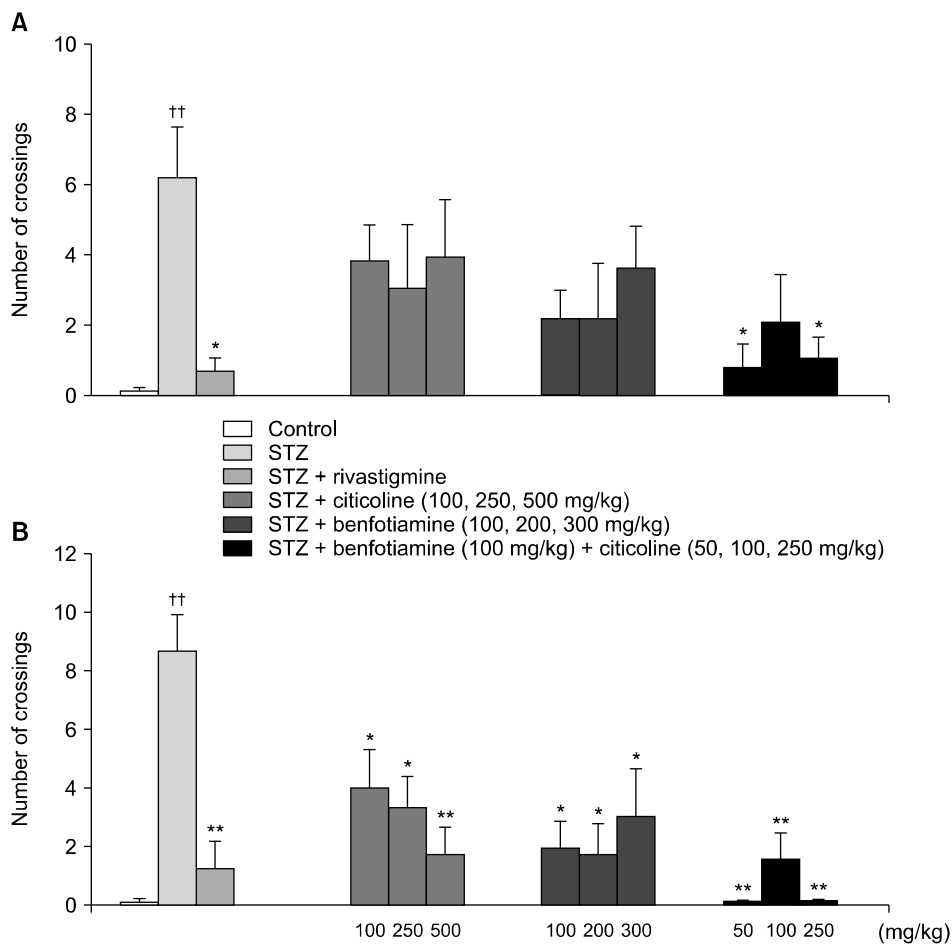 A
10
8
6
4
2
0
Number of crossings
††
*
*
*
Control
STZ
STZ + rivastigmine
STZ + citicoline (100, 250, 500 mg/kg)
STZ + benfotiamine (100, 200, 300 mg/kg)
STZ + benfotiamine (100 mg/kg) + citicoline (50, 100, 250 mg/kg)
B
12
10
8
6
4
2
0
Number of crossings
††
**
*
*
**
*
*
*
**
**
**
100 250 500 100 200 300 50 100 250 (mg/kg)